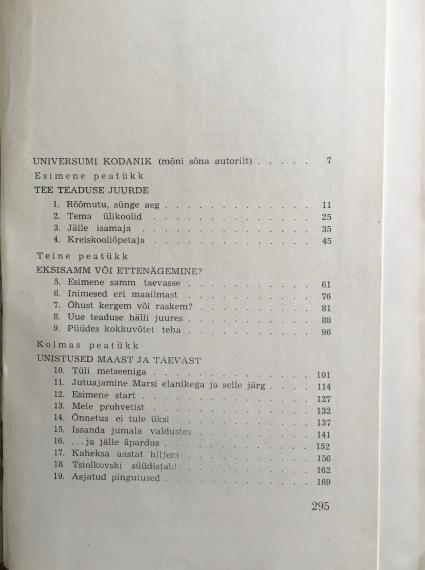 UNIVERSUMI KODANIK (mõni sõna autorilt) . . . . . 7
Esimene peatükk
TEE TEADUSE JUURDE
1. Rõõmutu, sünge aeg . . . . . . . . . . . . 11
2. Tema ülikoolid . . . . . . . . . . . . 25
3. Jälle isamaja . . . . . . . . . . . . 35
4. Kreiskooliõpetaja . . . . . . . . . . . . 45
Teine peatükk
EKSISAMM VÕI ETTENÄGEMINE?
5. Esimene samm taevasse . . . . . . . . . . 61
6. Inimesed eri maailmast . . . . . . . . . . 76
7. Õhust kergem või raskem? . . . . . . . . . 81
8. Uue teaduse hälli juures . . . . . . . . . . 88
9. Püüdes kokkuvõtet teha . . . . . . . . . . 96
Kolmas peatükk
UNISTUSED MAAST JA TAEVAST
10. Tüli metseeniga . . . . . . . . . . . . 101
11. Jutuajamine Marsi elanikega ja selle järg . . . . 114
12. Esimene start . . . . . . . . . . . . 127
13. Meie prohvetist . . . . . . . . . . . . 132
14. Õnnetus ei tule üksi . . . . . . . . . . 137
15. Issanda jumala valdustes . . . . . . . . . 141
16. ...ja jälle äpardus . . . . . . . . . . . 152
17. Kaheksa aastat hiljem . . . . . . . . . . 156
18. Tsiolkovski süüdistab! . . . . . . . . . . 162
19. Asjatud pingutused . . . . . . . . . . . 169
295